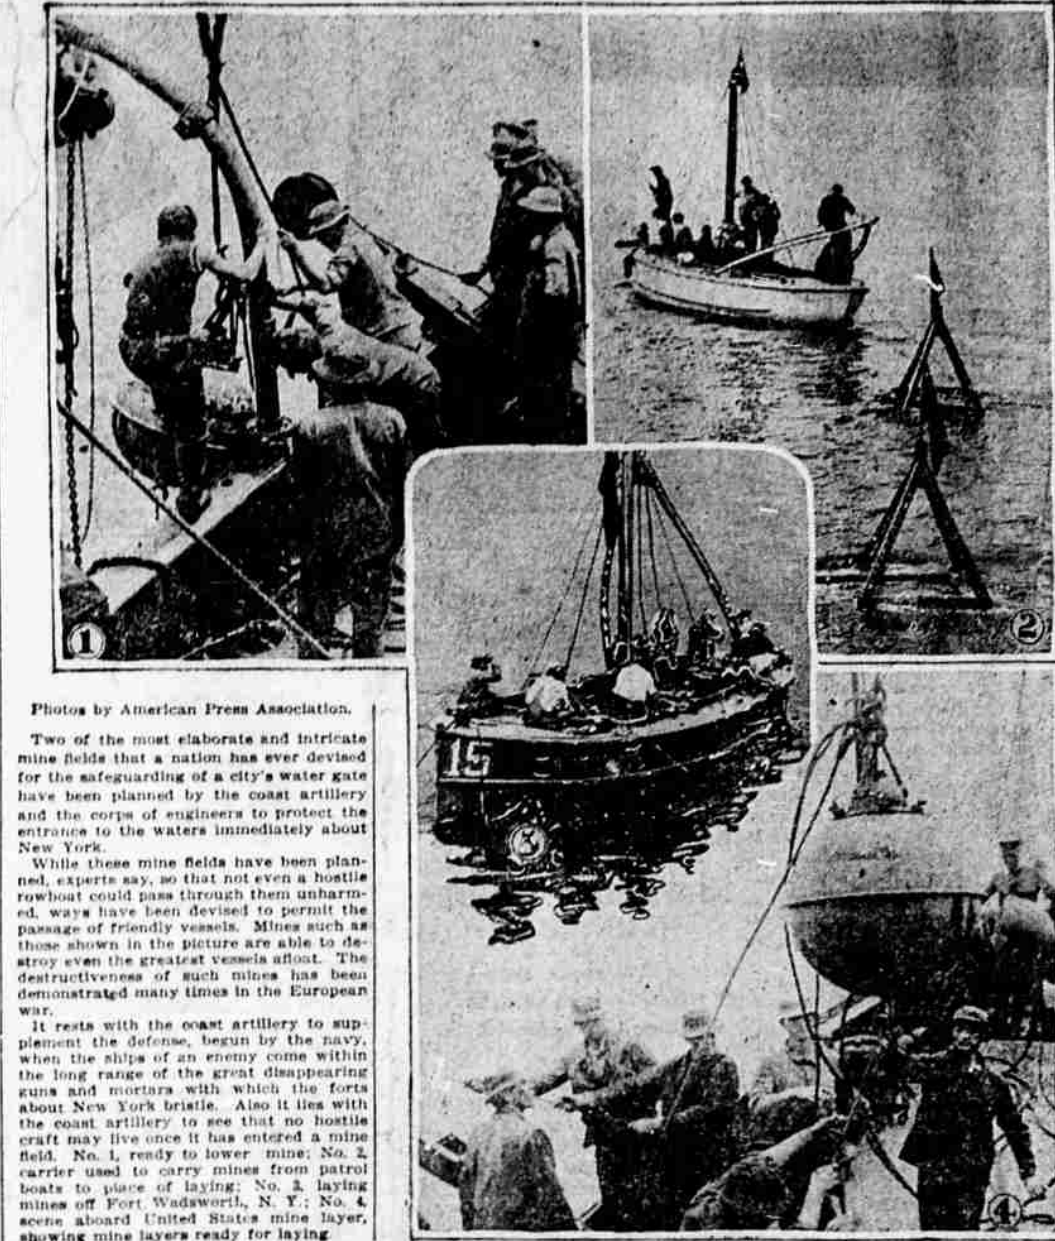 1
2
15
3
4
Photos by American Press Association.
Two of the most elaborate and intricate
mine fields that a nation has ever devised
for the safeguarding of a city's water gate
have been planned by the coast artillery
and the corps of engineers to protect the
entrance to the waters immediately about
New York.
While these mine fields have been plan-
ned, experts say, so that not even a hostile
rowboat could pass through them unharm-
ed, ways have been devised to permit the
passage of friendly vessels. Mines such as
those shown in the picture are able to de-
stroy even the greatest vessels afloat. The
destructiveness of such mines has been
demonstrated many times in the European
war.
It rests with the coast artillery to sup-
plement the defense, begun by the navy,
when the ships of an enemy come within
the long range of the great disappearing
guns and mortars with which the forts
about New York bristle. Also it lies with
the coast artillery to see that no hostile
craft may live once it has entered a mine
field. No. 1, ready to lower mine; No. 2,
carrier used to carry mines from patrol
boats to place of laying; No. 3, laying
mines off Fort Wadsworth, N. Y.; No. 4,
scene aboard United States mine layer,
showing mine layers ready for laying.